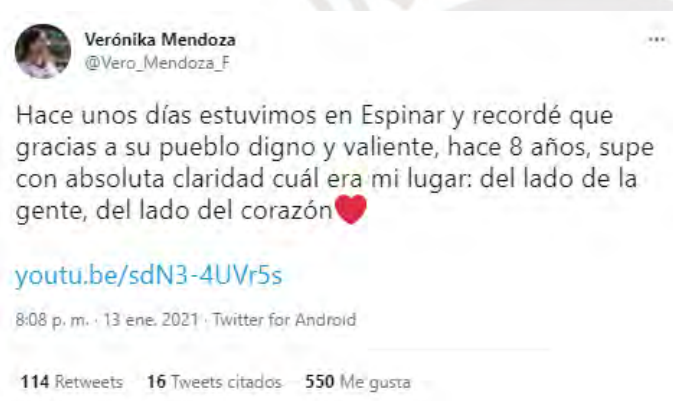 Verónika Mendoza
@Vero_Mendoza_F
Hace unos días estuvimos en Espinar y recordé que
gracias a su pueblo digno y valiente, hace 8 años, supe
con absoluta claridad cuál era mi lugar: del lado de la
gente, del lado del corazón❤️
youtu.be/sdN3-4UVr5s
8:08 p. m. · 13 ene. 2021 · Twitter for Android
114 Retweets 16 Tweets citados 550 Me gusta